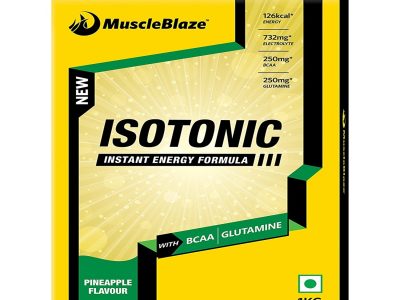 MuscleBlaze®
126kcal*
ENERGY
732mg*
ELECTROLYTE
250mg*
BCAA
250mg*
GLUTAMINE
NEW
ISOTONIC
INSTANT ENERGY FORMULA
WITH BCAA | GLUTAMINE
PINEAPPLE
FLAVOUR